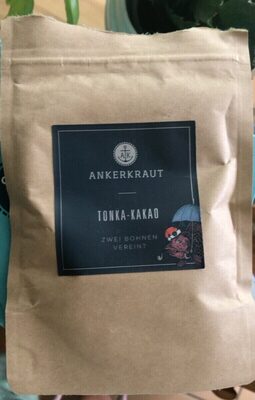 ANKERKRAUT
TONKA-KAKAO
ZWEI BOHNEN
VEREINT